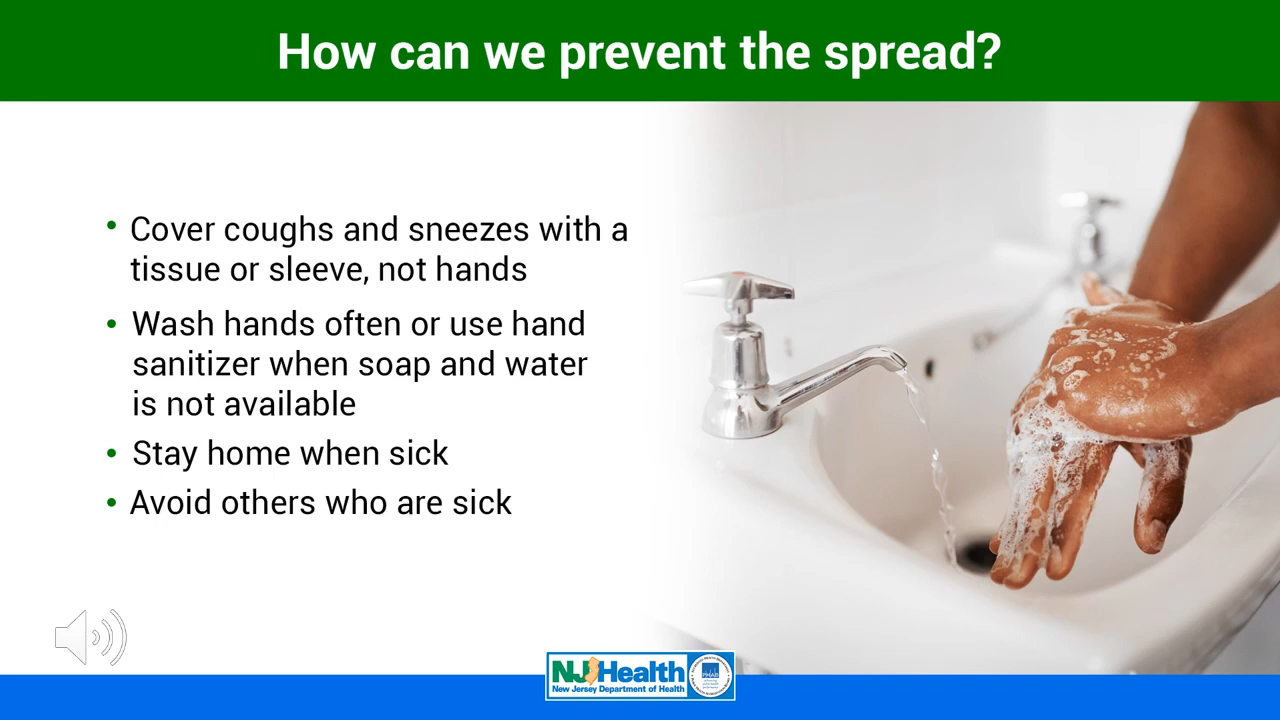 How can we prevent the spread?
• Cover coughs and sneezes with a
tissue or sleeve, not hands
• Wash hands often or use hand
sanitizer when soap and water
is not available
• Stay home when sick
• Avoid others who are sick
NJHealth
New Jersey Department of Health
PHAB